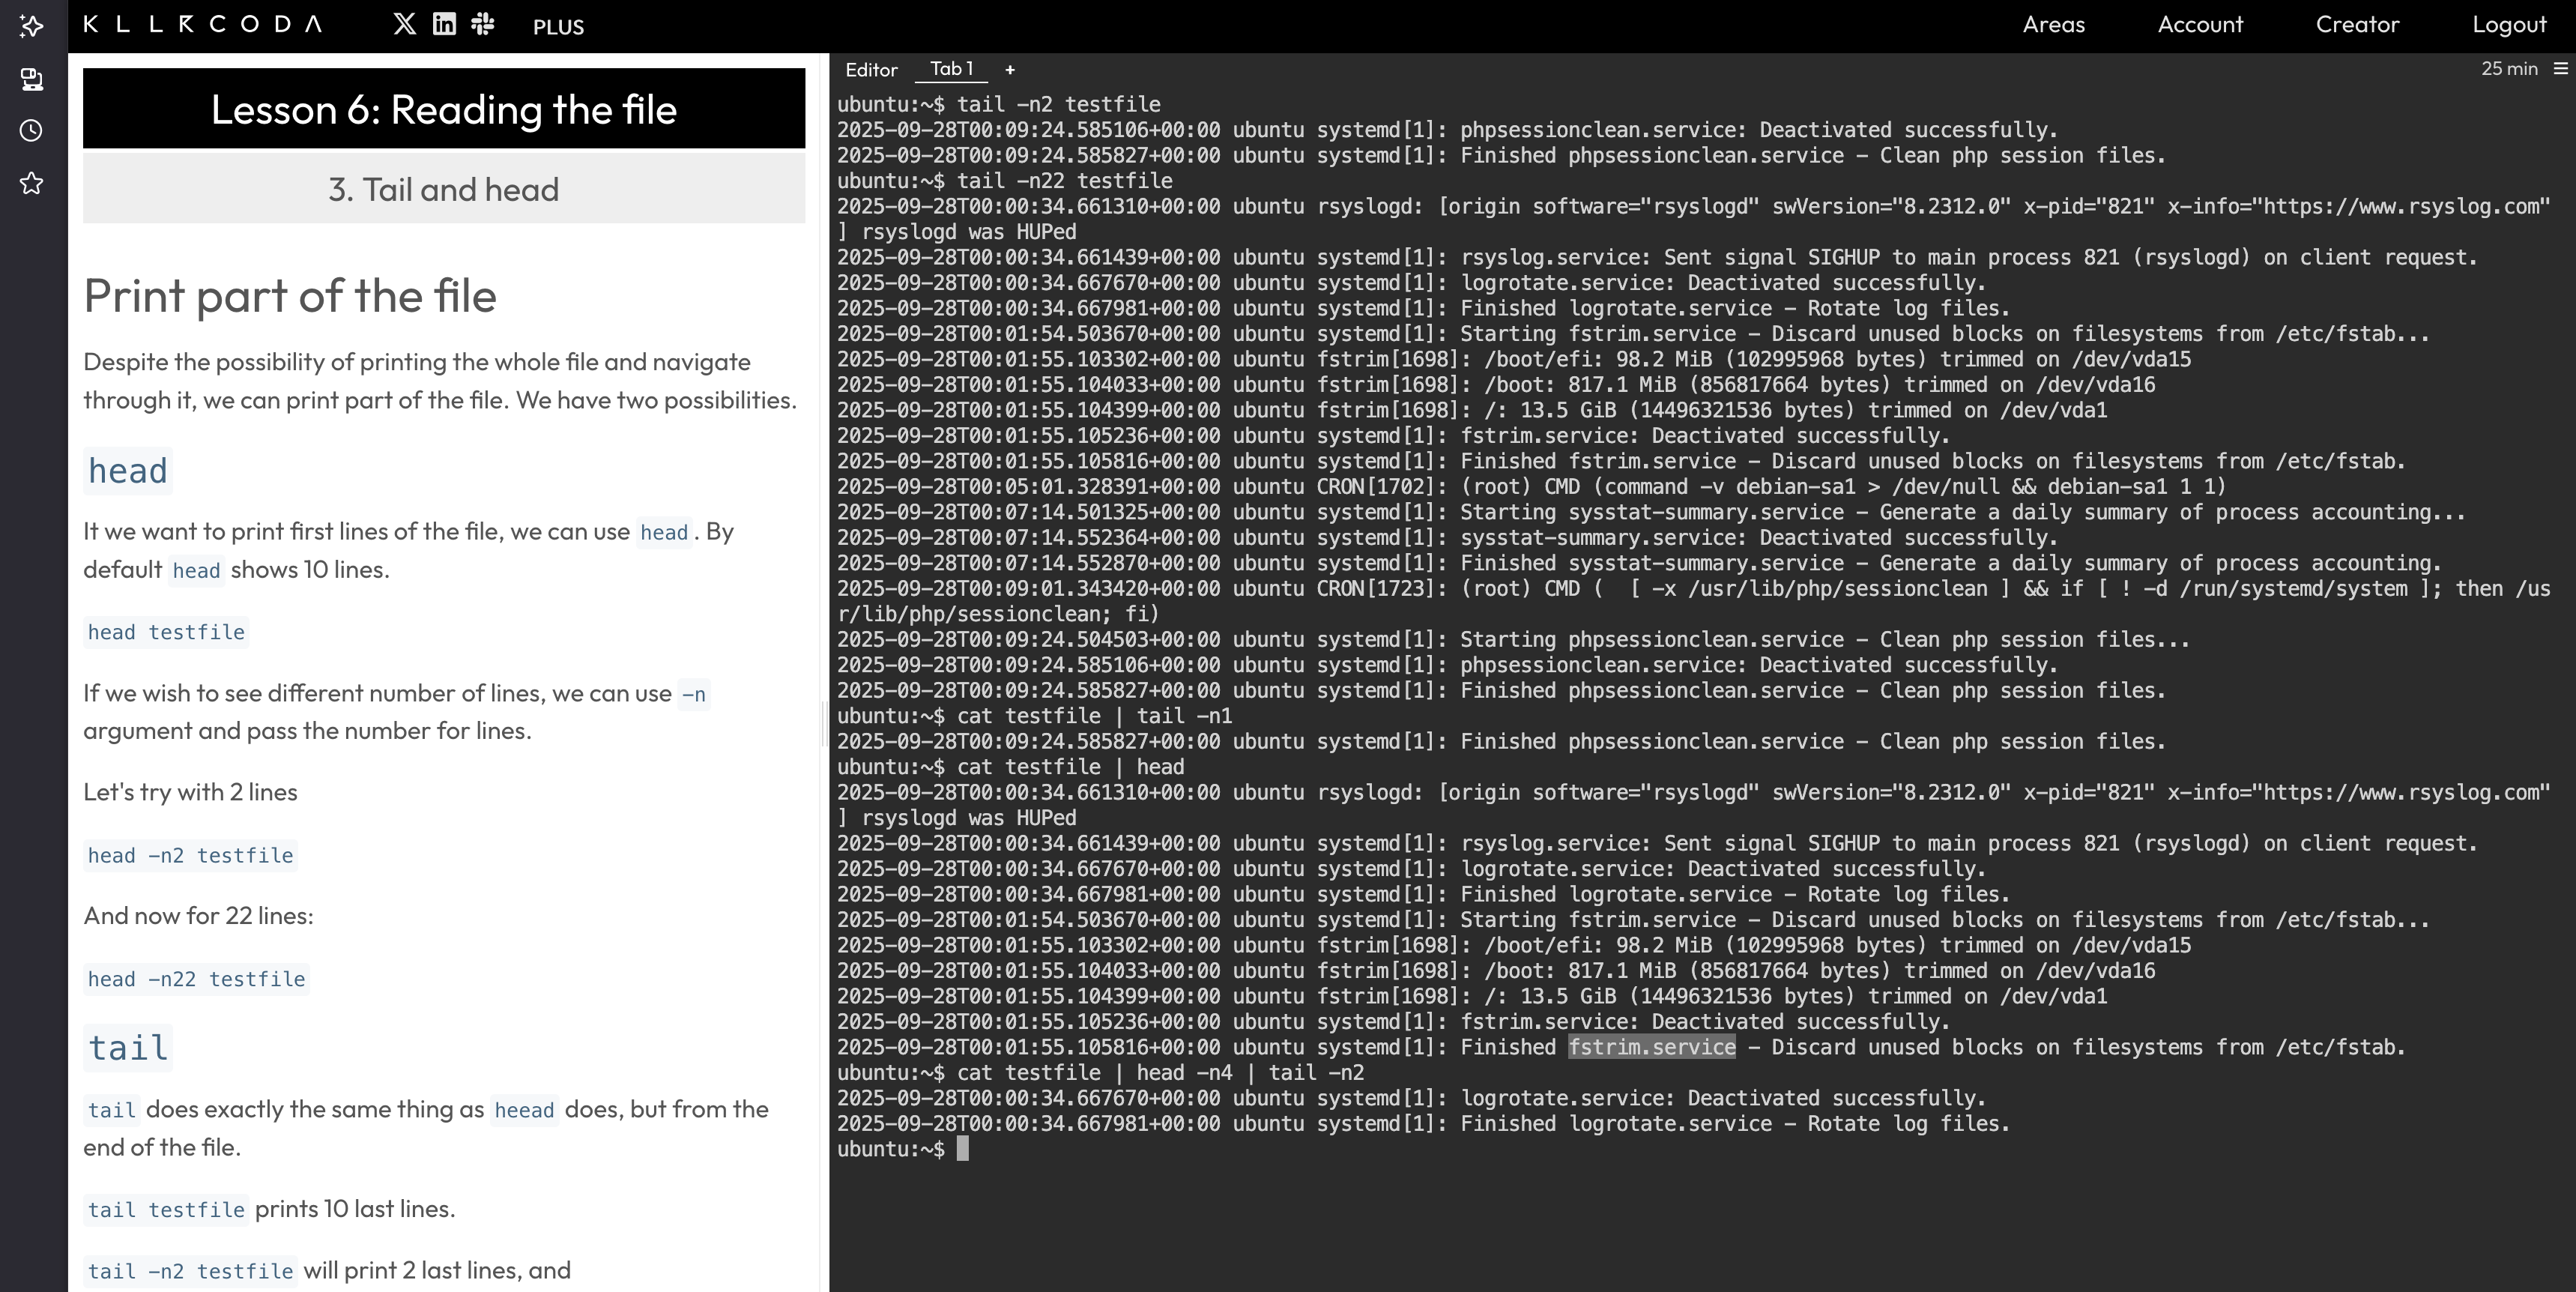 KLLRCODA PLUS Areas Account Creator Logout
Lesson 6: Reading the file
3. Tail and head
Print part of the file
Despite the possibility of printing the whole file and navigate
through it, we can print part of the file. We have two possibilities.
head
It we want to print first lines of the file, we can use head. By
default head shows 10 lines.
head testfile
If we wish to see different number of lines, we can use -n
argument and pass the number for lines.
Let's try with 2 lines
head -n2 testfile
And now for 22 lines:
head -n22 testfile
tail
tail does exactly the same thing as heead does, but from the
end of the file.
tail testfile prints 10 last lines.
tail -n2 testfile will print 2 last lines, and
Editor Tab 1 + 25 min
ubuntu:~$ tail -n2 testfile
2025-09-28T00:09:24.585106+00:00 ubuntu systemd[1]: phpsessionclean.service: Deactivated successfully.
2025-09-28T00:09:24.585827+00:00 ubuntu systemd[1]: Finished phpsessionclean.service - Clean php session files.
ubuntu:~$ tail -n22 testfile
2025-09-28T00:00:34.661310+00:00 ubuntu rsyslogd: [origin software="rsyslogd" swVersion="8.2312.0" x-pid="821" x-info="https://www.rsyslog.com"
] rsyslogd was HUPed
2025-09-28T00:00:34.661439+00:00 ubuntu systemd[1]: rsyslog.service: Sent signal SIGHUP to main process 821 (rsyslogd) on client request.
2025-09-28T00:00:34.667670+00:00 ubuntu systemd[1]: logrotate.service: Deactivated successfully.
2025-09-28T00:00:34.667981+00:00 ubuntu systemd[1]: Finished logrotate.service - Rotate log files.
2025-09-28T00:01:54.503670+00:00 ubuntu systemd[1]: Starting fstrim.service - Discard unused blocks on filesystems from /etc/fstab...
2025-09-28T00:01:55.103302+00:00 ubuntu fstrim[1698]: /boot/efi: 98.2 MiB (102995968 bytes) trimmed on /dev/vda15
2025-09-28T00:01:55.104033+00:00 ubuntu fstrim[1698]: /boot: 817.1 MiB (856817664 bytes) trimmed on /dev/vda16
2025-09-28T00:01:55.104399+00:00 ubuntu fstrim[1698]: /: 13.5 GiB (14496321536 bytes) trimmed on /dev/vda1
2025-09-28T00:01:55.105236+00:00 ubuntu systemd[1]: fstrim.service: Deactivated successfully.
2025-09-28T00:01:55.105816+00:00 ubuntu systemd[1]: Finished fstrim.service - Discard unused blocks on filesystems from /etc/fstab.
2025-09-28T00:05:01.328391+00:00 ubuntu CRON[1702]: (root) CMD (command -v debian-sa1 > /dev/null && debian-sa1 1 1)
2025-09-28T00:07:14.501325+00:00 ubuntu systemd[1]: Starting sysstat-summary.service - Generate a daily summary of process accounting...
2025-09-28T00:07:14.552364+00:00 ubuntu systemd[1]: sysstat-summary.service: Deactivated successfully.
2025-09-28T00:07:14.552870+00:00 ubuntu systemd[1]: Finished sysstat-summary.service - Generate a daily summary of process accounting.
2025-09-28T00:09:01.343420+00:00 ubuntu CRON[1723]: (root) CMD (  [ -x /usr/lib/php/sessionclean ] && if [ ! -d /run/systemd/system ]; then /us
r/lib/php/sessionclean; fi)
2025-09-28T00:09:24.504503+00:00 ubuntu systemd[1]: Starting phpsessionclean.service - Clean php session files...
2025-09-28T00:09:24.585106+00:00 ubuntu systemd[1]: phpsessionclean.service: Deactivated successfully.
2025-09-28T00:09:24.585827+00:00 ubuntu systemd[1]: Finished phpsessionclean.service - Clean php session files.
ubuntu:~$ cat testfile | tail -n1
2025-09-28T00:09:24.585827+00:00 ubuntu systemd[1]: Finished phpsessionclean.service - Clean php session files.
ubuntu:~$ cat testfile | head
2025-09-28T00:00:34.661310+00:00 ubuntu rsyslogd: [origin software="rsyslogd" swVersion="8.2312.0" x-pid="821" x-info="https://www.rsyslog.com"
] rsyslogd was HUPed
2025-09-28T00:00:34.661439+00:00 ubuntu systemd[1]: rsyslog.service: Sent signal SIGHUP to main process 821 (rsyslogd) on client request.
2025-09-28T00:00:34.667670+00:00 ubuntu systemd[1]: logrotate.service: Deactivated successfully.
2025-09-28T00:00:34.667981+00:00 ubuntu systemd[1]: Finished logrotate.service - Rotate log files.
2025-09-28T00:01:54.503670+00:00 ubuntu systemd[1]: Starting fstrim.service - Discard unused blocks on filesystems from /etc/fstab...
2025-09-28T00:01:55.103302+00:00 ubuntu fstrim[1698]: /boot/efi: 98.2 MiB (102995968 bytes) trimmed on /dev/vda15
2025-09-28T00:01:55.104033+00:00 ubuntu fstrim[1698]: /boot: 817.1 MiB (856817664 bytes) trimmed on /dev/vda16
2025-09-28T00:01:55.104399+00:00 ubuntu fstrim[1698]: /: 13.5 GiB (14496321536 bytes) trimmed on /dev/vda1
2025-09-28T00:01:55.105236+00:00 ubuntu systemd[1]: fstrim.service: Deactivated successfully.
2025-09-28T00:01:55.105816+00:00 ubuntu systemd[1]: Finished fstrim.service - Discard unused blocks on filesystems from /etc/fstab.
ubuntu:~$ cat testfile | head -n4 | tail -n2
2025-09-28T00:00:34.667670+00:00 ubuntu systemd[1]: logrotate.service: Deactivated successfully.
2025-09-28T00:00:34.667981+00:00 ubuntu systemd[1]: Finished logrotate.service - Rotate log files.
ubuntu:~$